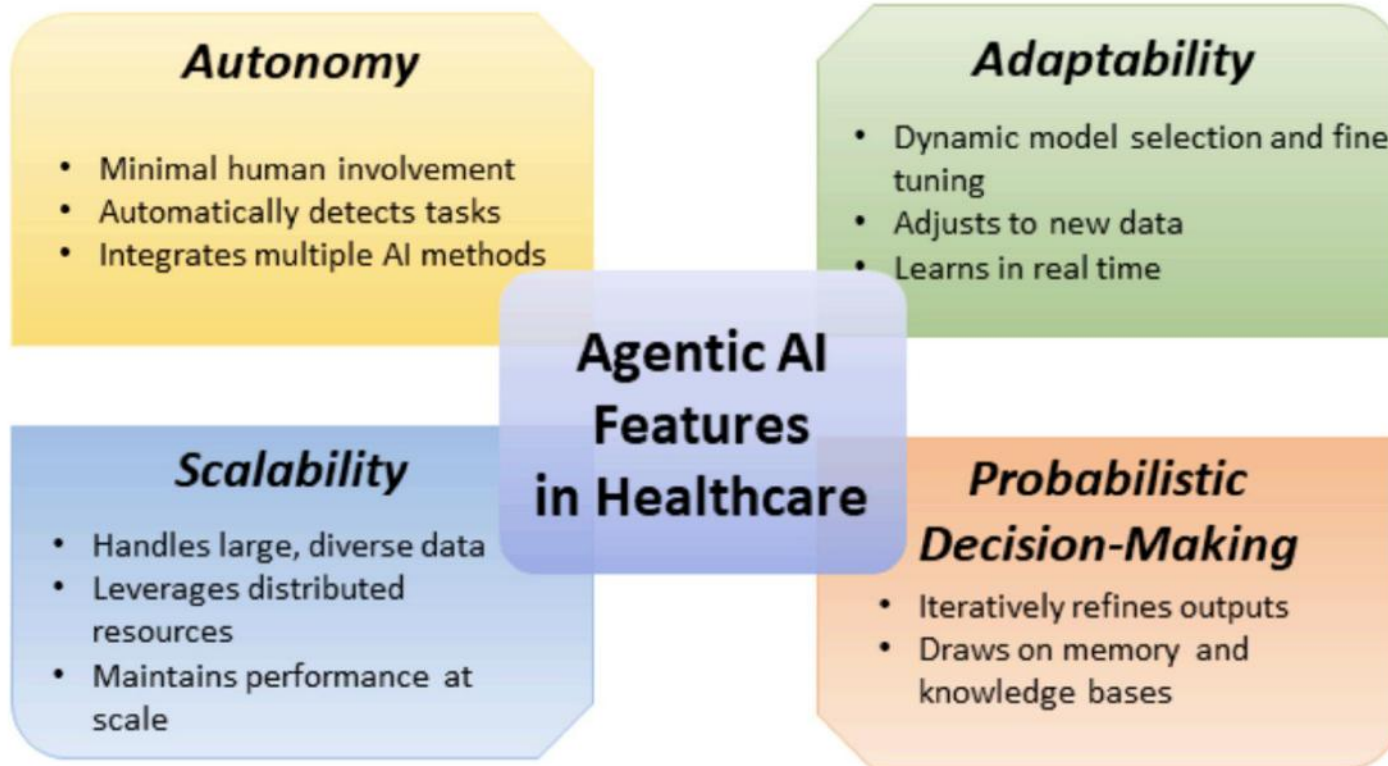 Autonomy
• Minimal human involvement
• Automatically detects tasks
• Integrates multiple AI methods
Adaptability
• Dynamic model selection and fine
tuning
• Adjusts to new data
• Learns in real time
Agentic AI
Features
in Healthcare
Scalability
• Handles large, diverse data
• Leverages distributed
resources
• Maintains performance at
scale
Probabilistic
Decision-Making
• Iteratively refines outputs
• Draws on memory and
knowledge bases